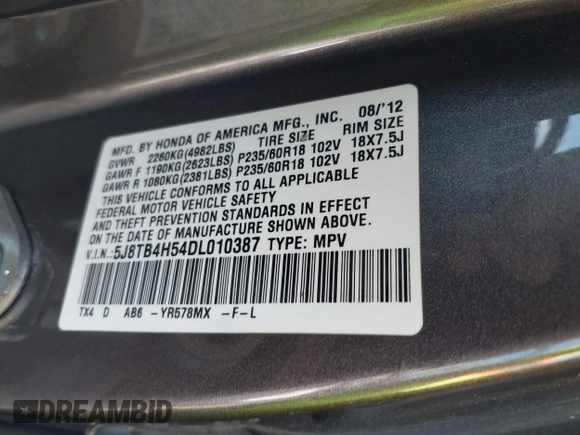 MFD. BY HONDA OF AMERICA MFG., INC. 08/'12
GVWR 2260KG(4982LBS) TIRE SIZE RIM SIZE
GAWR F 1190KG(2623LBS) P235/60R18 102V 18X7.5J
GAWR R 1080KG(2381LBS) P235/60R18 102V 18X7.5J
THIS VEHICLE CONFORMS TO ALL APPLICABLE
FEDERAL MOTOR VEHICLE SAFETY
AND THEFT PREVENTION STANDARDS IN EFFECT
ON THE DATE OF MANUFACTURE SHOWN ABOVE.
V.I.N: 5J8TB4H54DL010387 TYPE: MPV
TX4 D AB6 -YR578MX -F-L
DREAMBID